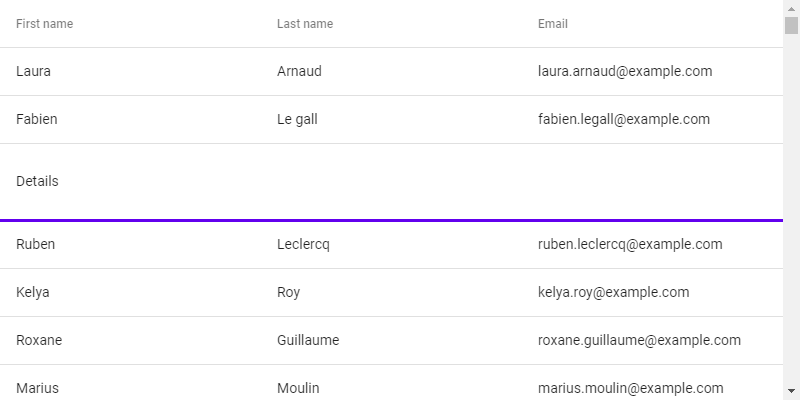 First name Last name Email
Laura Arnaud laura.arnaud@example.com
Fabien Le gall fabien.legall@example.com
Details
Ruben Leclercq ruben.leclercq@example.com
Kelya Roy kelya.roy@example.com
Roxane Guillaume roxane.guillaume@example.com
Marius Moulin marius.moulin@example.com